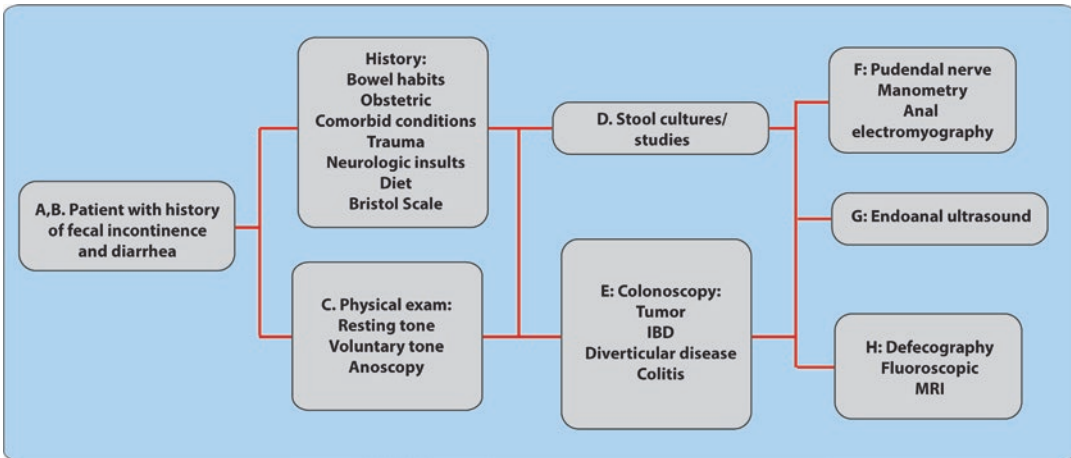 A,B. Patient with history
of fecal incontinence
and diarrhea
History:
Bowel habits
Obstetric
Comorbid conditions
Trauma
Neurologic insults
Diet
Bristol Scale
C. Physical exam:
Resting tone
Voluntary tone
Anoscopy
D. Stool cultures/
studies
E: Colonoscopy:
Tumor
IBD
Diverticular disease
Colitis
F: Pudendal nerve
Manometry
Anal
electromyography
G: Endoanal ultrasound
H: Defecography
Fluoroscopic
MRI